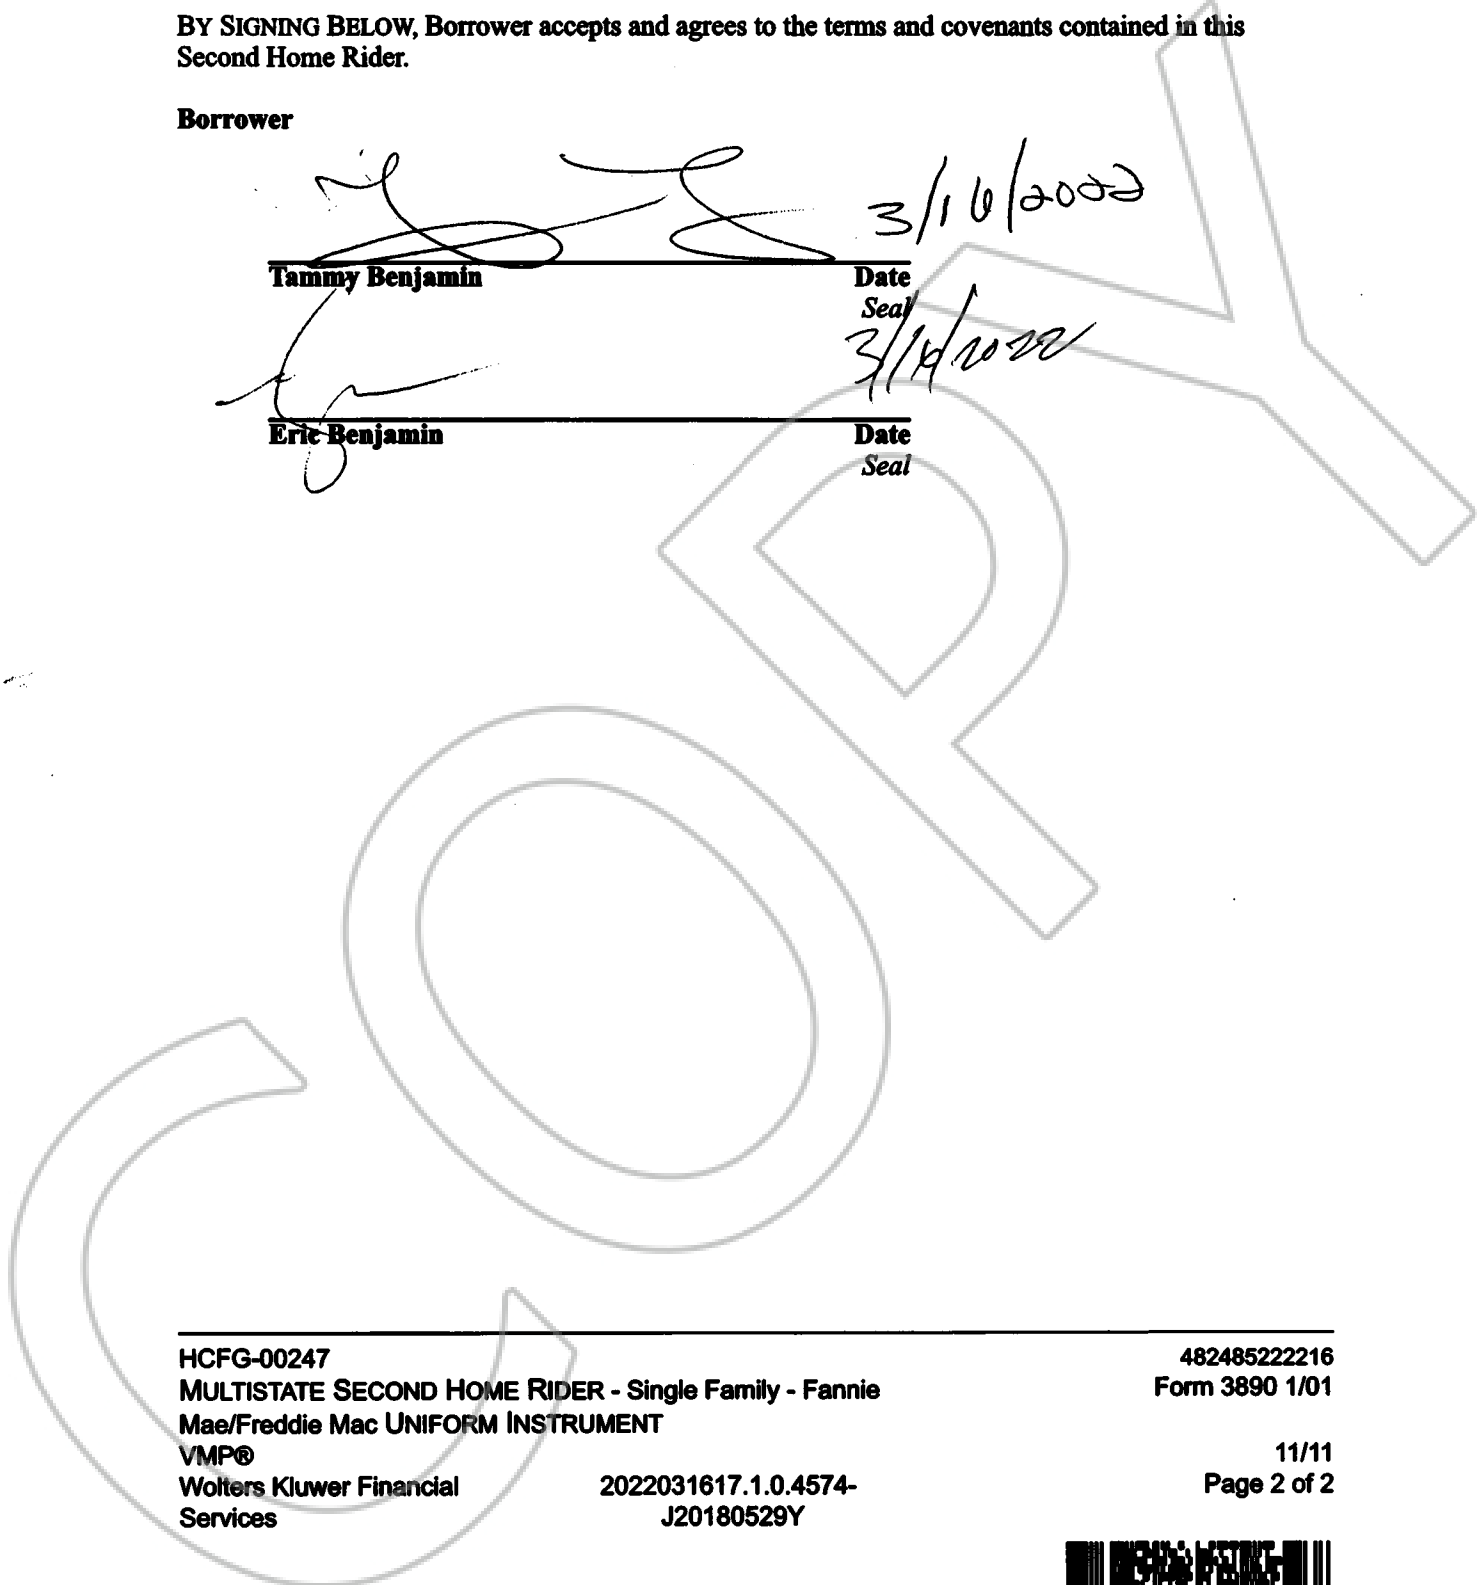 BY SIGNING BELOW, Borrower accepts and agrees to the terms and covenants contained in this
Second Home Rider.
Borrower
3/16/2022
Tammy Benjamin Date
Seal
3/16/2022
Eric Benjamin Date
Seal
COPY
HCFG-00247 482485222216
MULTISTATE SECOND HOME RIDER - Single Family - Fannie Form 3890 1/01
Mae/Freddie Mac UNIFORM INSTRUMENT
VMP® 11/11
Wolters Kluwer Financial 2022031617.1.0.4574- Page 2 of 2
Services J20180529Y